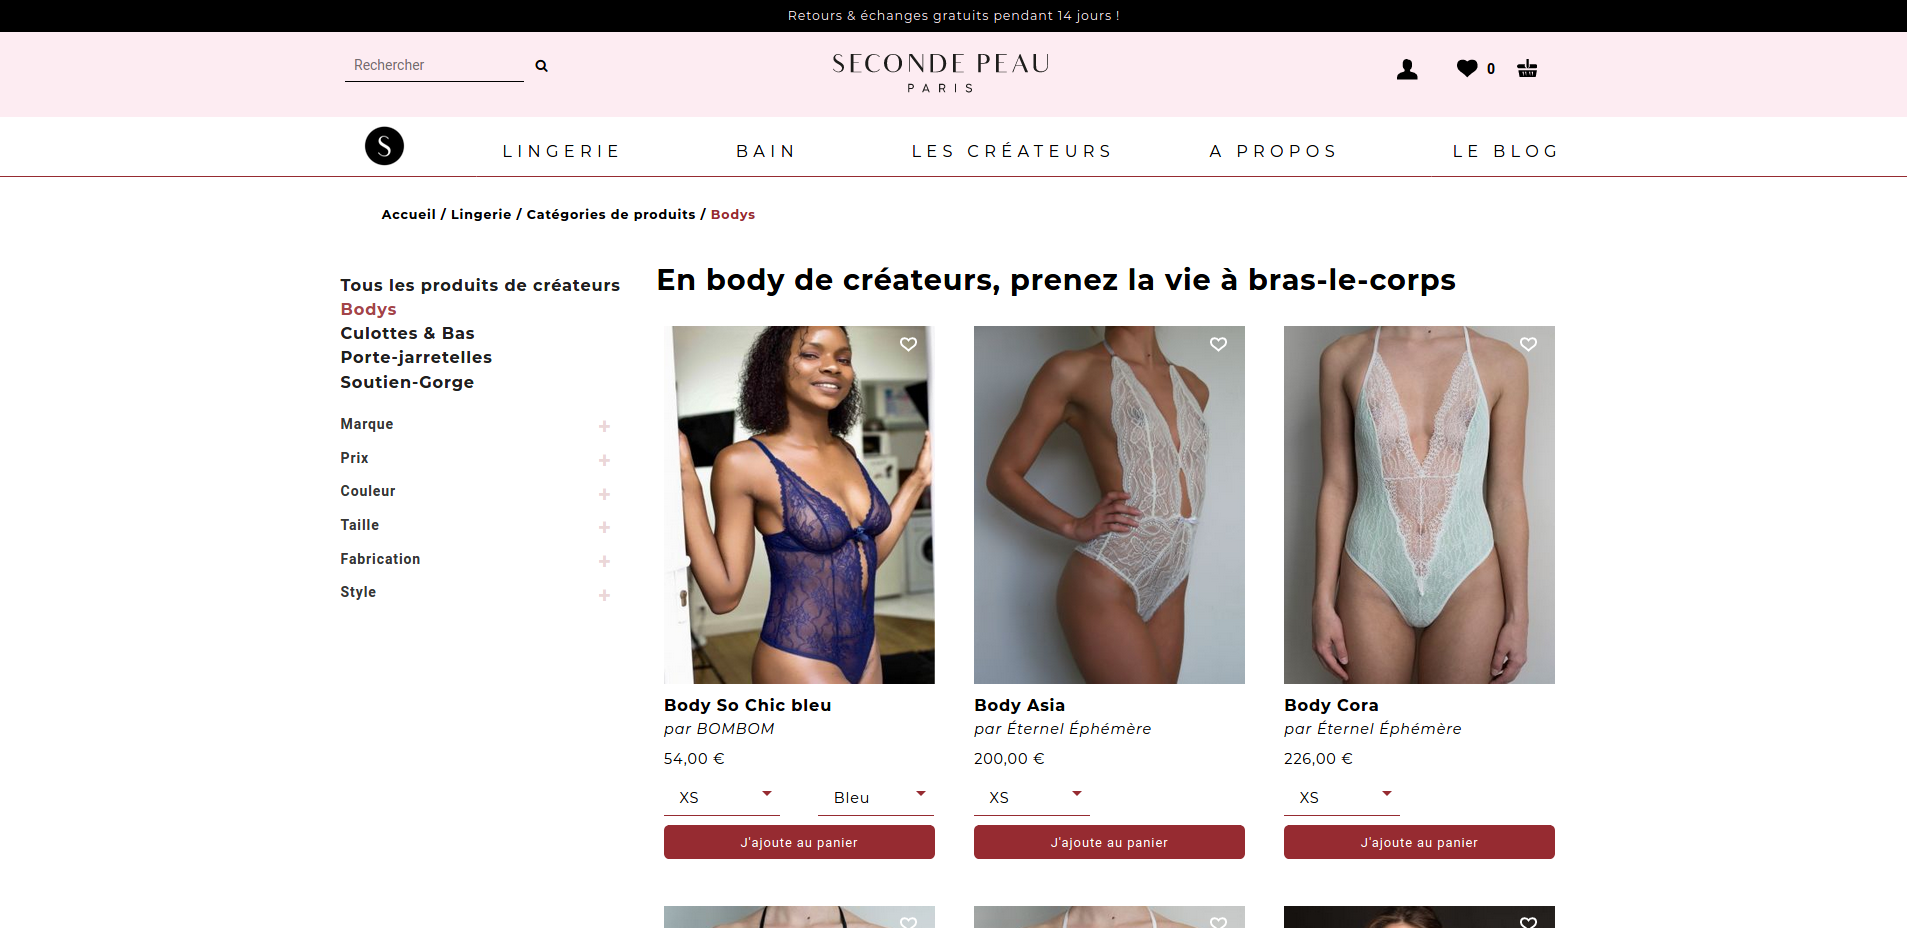 Retours & échanges gratuits pendant 14 jours !
Rechercher
SECONDE PEAU
PARIS
0
S
LINGERIE BAIN LES CRÉATEURS A PROPOS LE BLOG
Accueil / Lingerie / Catégories de produits / Bodys
Tous les produits de créateurs
Bodys
Culottes & Bas
Porte-jarretelles
Soutien-Gorge
Marque +
Prix +
Couleur +
Taille +
Fabrication +
Style +
En body de créateurs, prenez la vie à bras-le-corps
Body So Chic bleu
par BOMBOM
54,00 €
XS Bleu
J'ajoute au panier
Body Asia
par Éternel Éphémère
200,00 €
XS
J'ajoute au panier
Body Cora
par Éternel Éphémère
226,00 €
XS
J'ajoute au panier